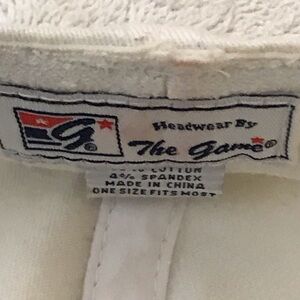 G®
Headwear By
The Game®
COTTON
4% SPANDEX
MADE IN CHINA
ONE SIZE FITS MOST